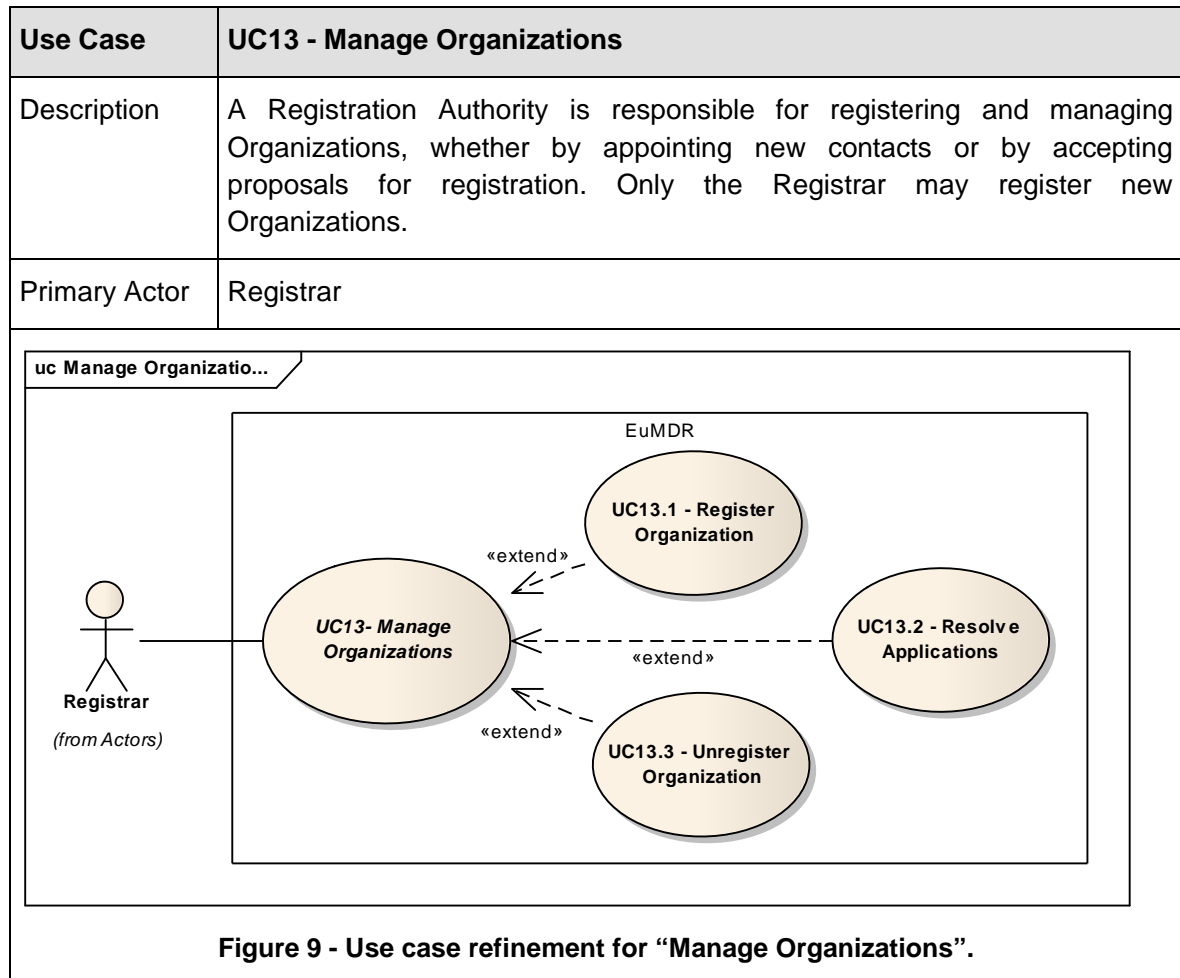 Use Case
UC13 - Manage Organizations
Description
A Registration Authority is responsible for registering and managing
Organizations, whether by appointing new contacts or by accepting
proposals for registration. Only the Registrar may register new
Organizations.
Primary Actor
Registrar
uc Manage Organizatio...
EuMDR
UC13.1 - Register
Organization
«extend»
UC13- Manage
Organizations
UC13.2 - Resolve
Applications
«extend»
Registrar
(from Actors)
«extend»
UC13.3 - Unregister
Organization
Figure 9 - Use case refinement for “Manage Organizations”.